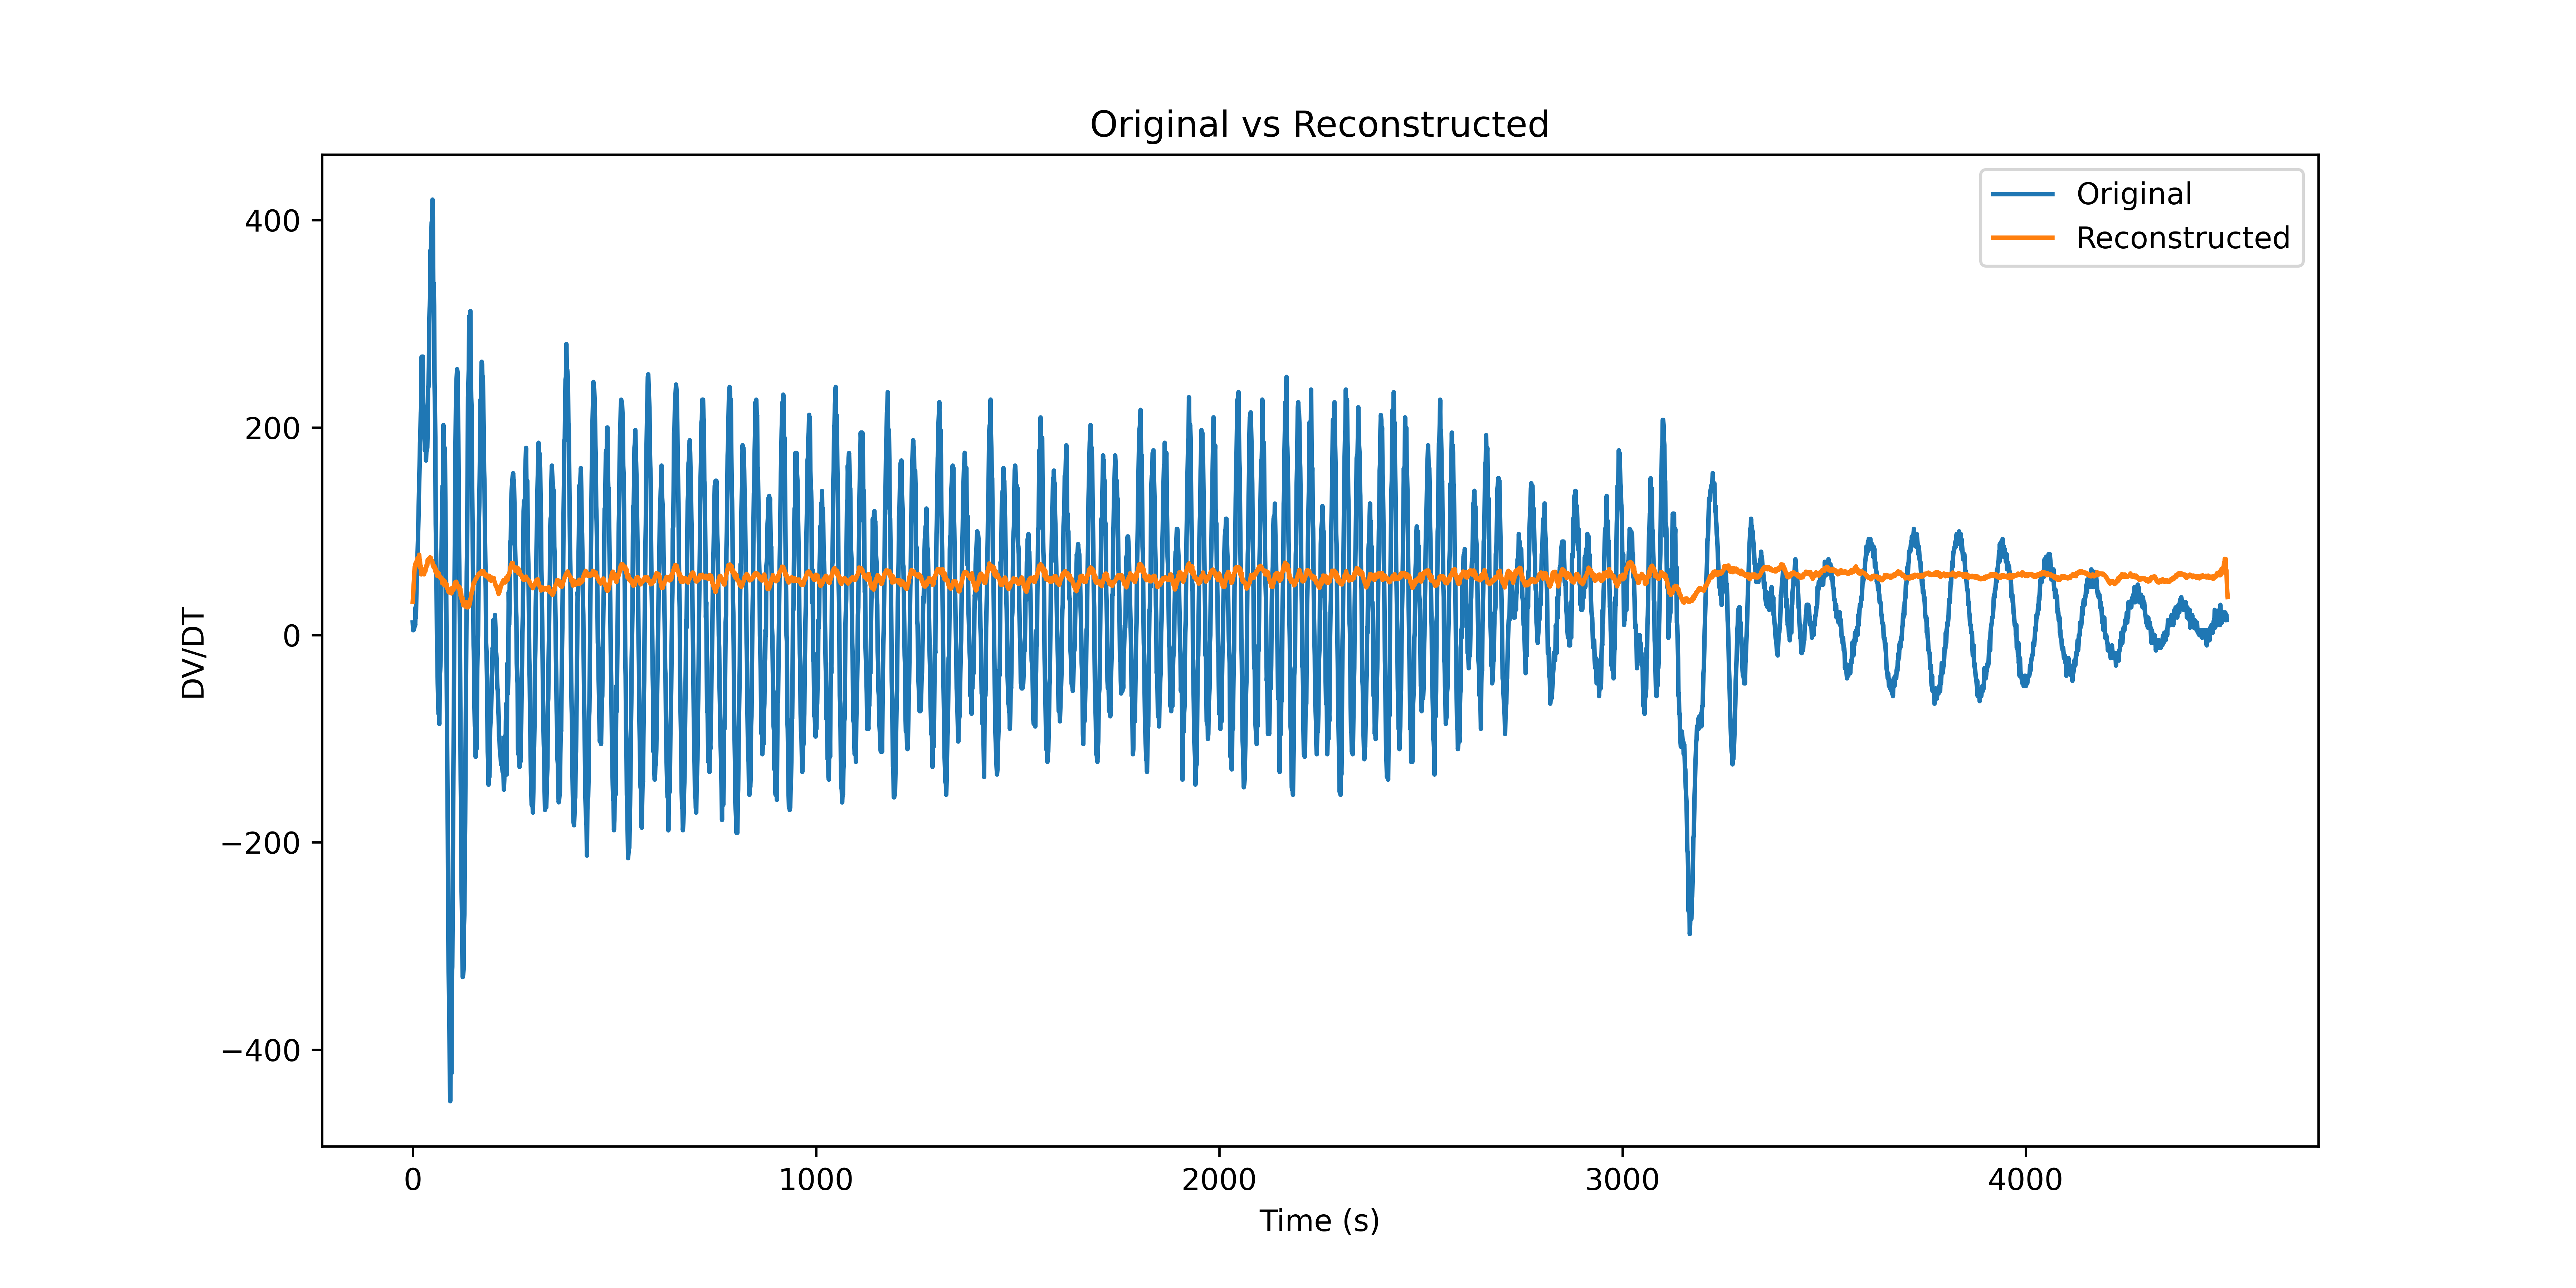 Original vs Reconstructed
Original
Reconstructed
400
200
0
−200
−400
DV/DT
0
1000
2000
3000
4000
Time (s)